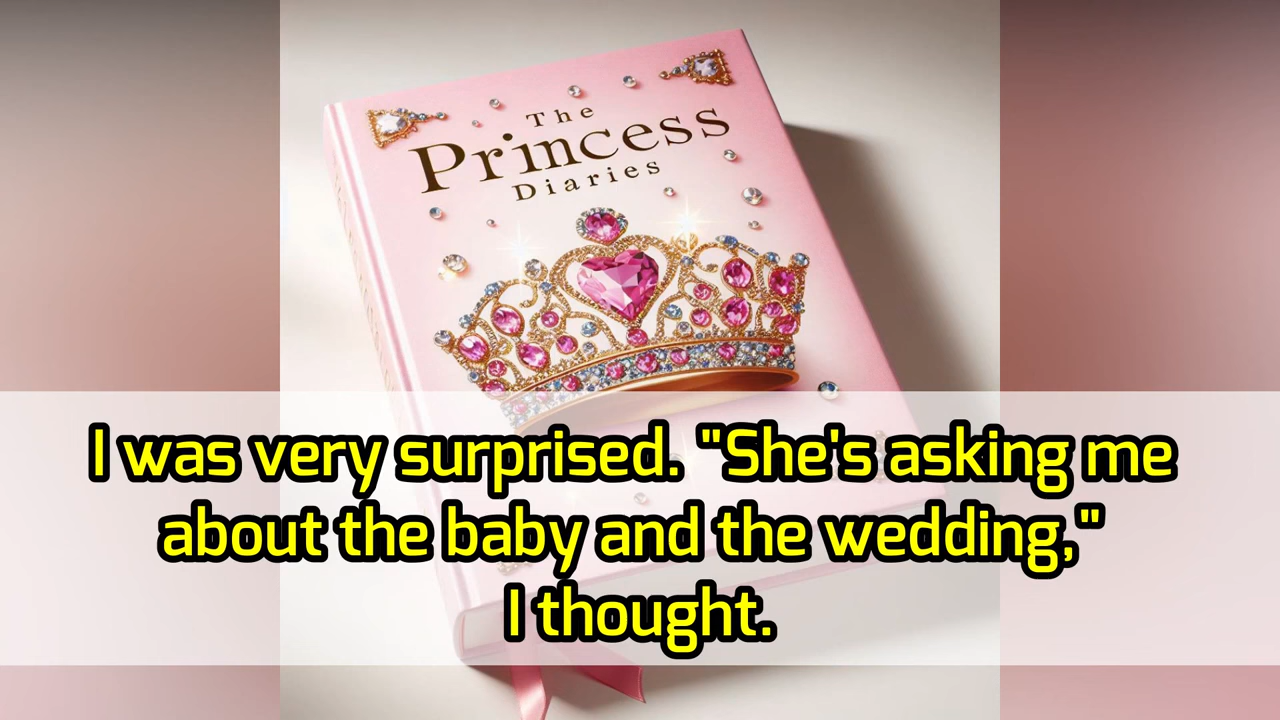 The
Princess
Diaries
I was very surprised. "She's asking me
about the baby and the wedding,"
I thought.